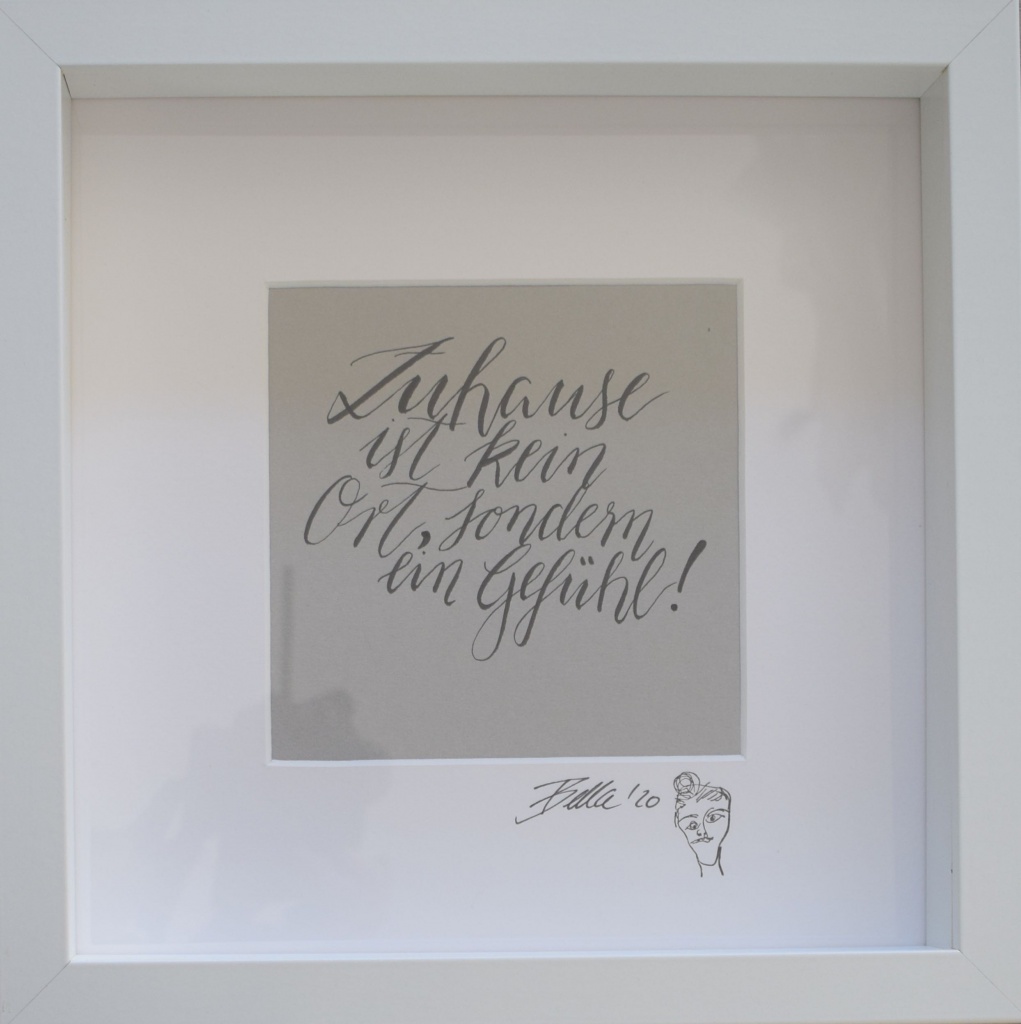 Zuhause
ist kein
Ort, sondern
ein Gefühl!
Bella '20